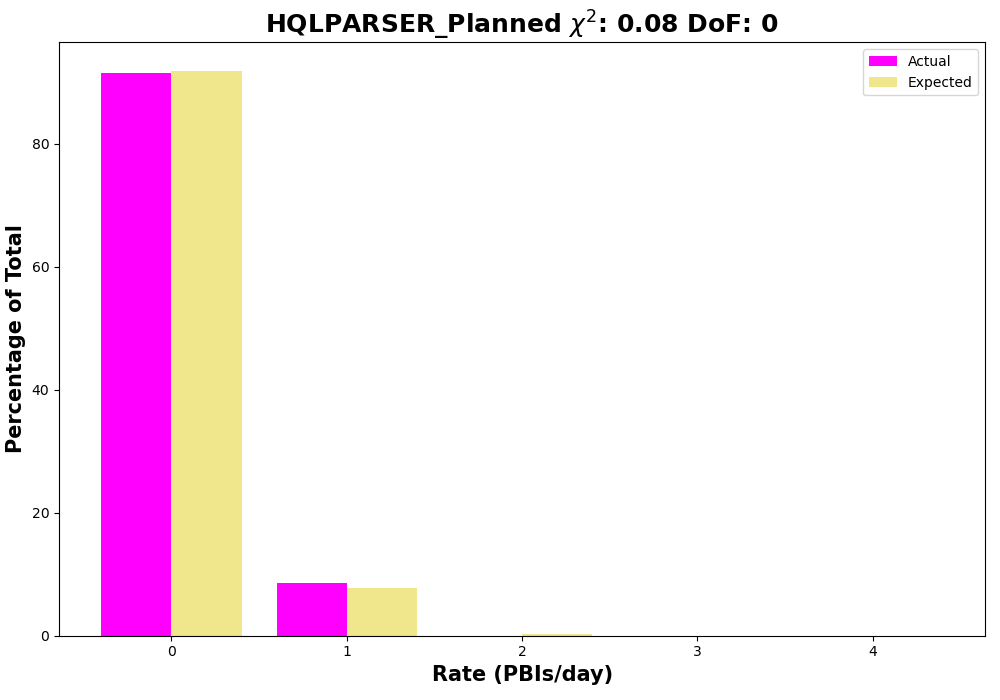 HQLPARSER_Planned χ²: 0.08 DoF: 0
Actual
Expected
Percentage of Total
80
60
40
20
0
0 1 2 3 4
Rate (PBIs/day)